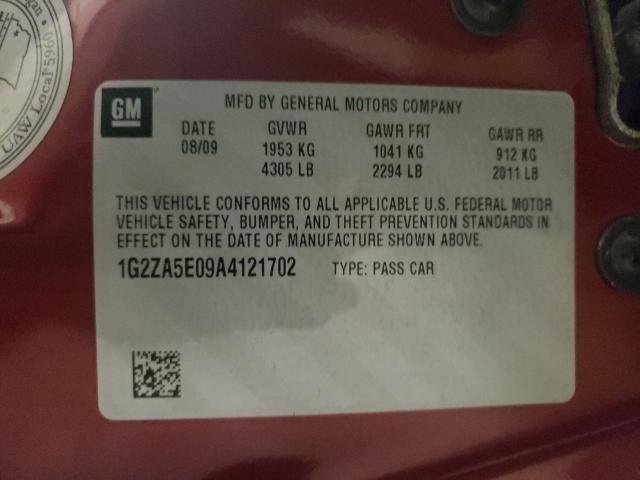 UAW Local 5960
GM
MFD BY GENERAL MOTORS COMPANY
DATE GVWR GAWR FRT GAWR RR
08/09 1953 KG 1041 KG 912 KG
4305 LB 2294 LB 2011 LB
THIS VEHICLE CONFORMS TO ALL APPLICABLE U.S. FEDERAL MOTOR
VEHICLE SAFETY, BUMPER, AND THEFT PREVENTION STANDARDS IN
EFFECT ON THE DATE OF MANUFACTURE SHOWN ABOVE.
1G2ZA5E09A4121702 TYPE: PASS CAR